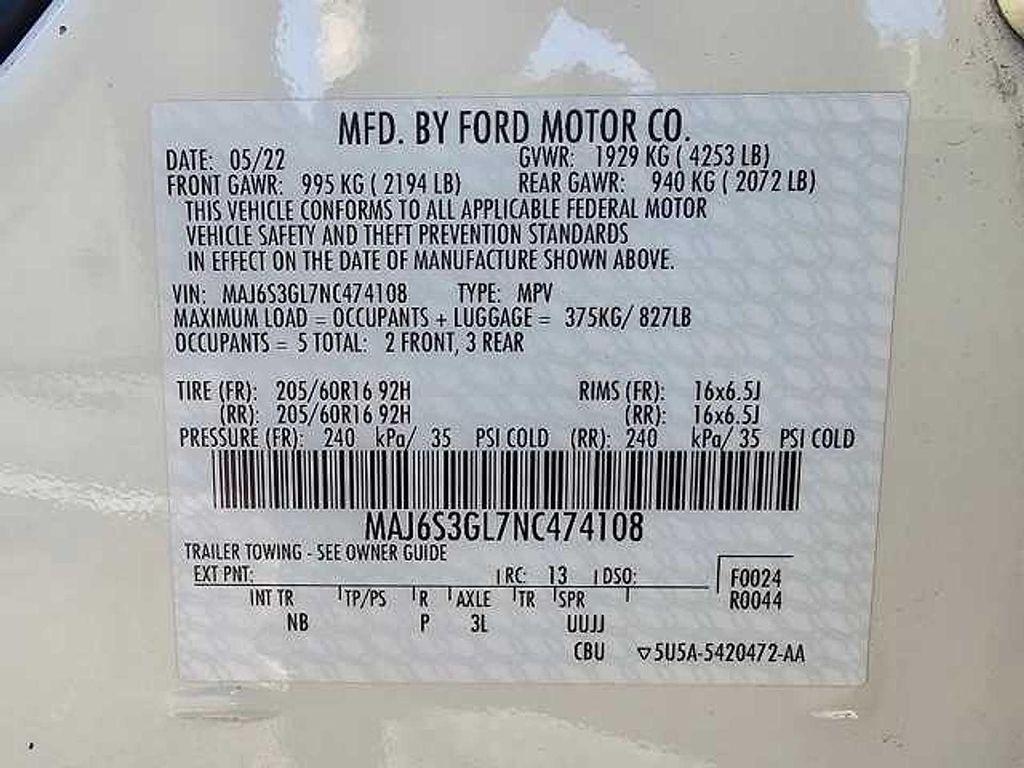 MFD. BY FORD MOTOR CO.
DATE: 05/22 GVWR: 1929 KG ( 4253 LB)
FRONT GAWR: 995 KG ( 2194 LB) REAR GAWR: 940 KG ( 2072 LB)
THIS VEHICLE CONFORMS TO ALL APPLICABLE FEDERAL MOTOR
VEHICLE SAFETY AND THEFT PREVENTION STANDARDS
IN EFFECT ON THE DATE OF MANUFACTURE SHOWN ABOVE.
VIN: MAJ6S3GL7NC474108 TYPE: MPV
MAXIMUM LOAD = OCCUPANTS + LUGGAGE = 375KG/ 827LB
OCCUPANTS = 5 TOTAL: 2 FRONT, 3 REAR
TIRE (FR): 205/60R16 92H RIMS (FR): 16x6.5J
(RR): 205/60R16 92H (RR): 16x6.5J
PRESSURE (FR): 240 kPa/ 35 PSI COLD (RR): 240 kPa/ 35 PSI COLD
MAJ6S3GL7NC474108
TRAILER TOWING - SEE OWNER GUIDE
EXT PNT: RC: 13 DSO: F0024
INT TR TP/PS R AXLE TR SPR R0044
NB P 3L UUJJ
CBU ▽5U5A-5420472-AA